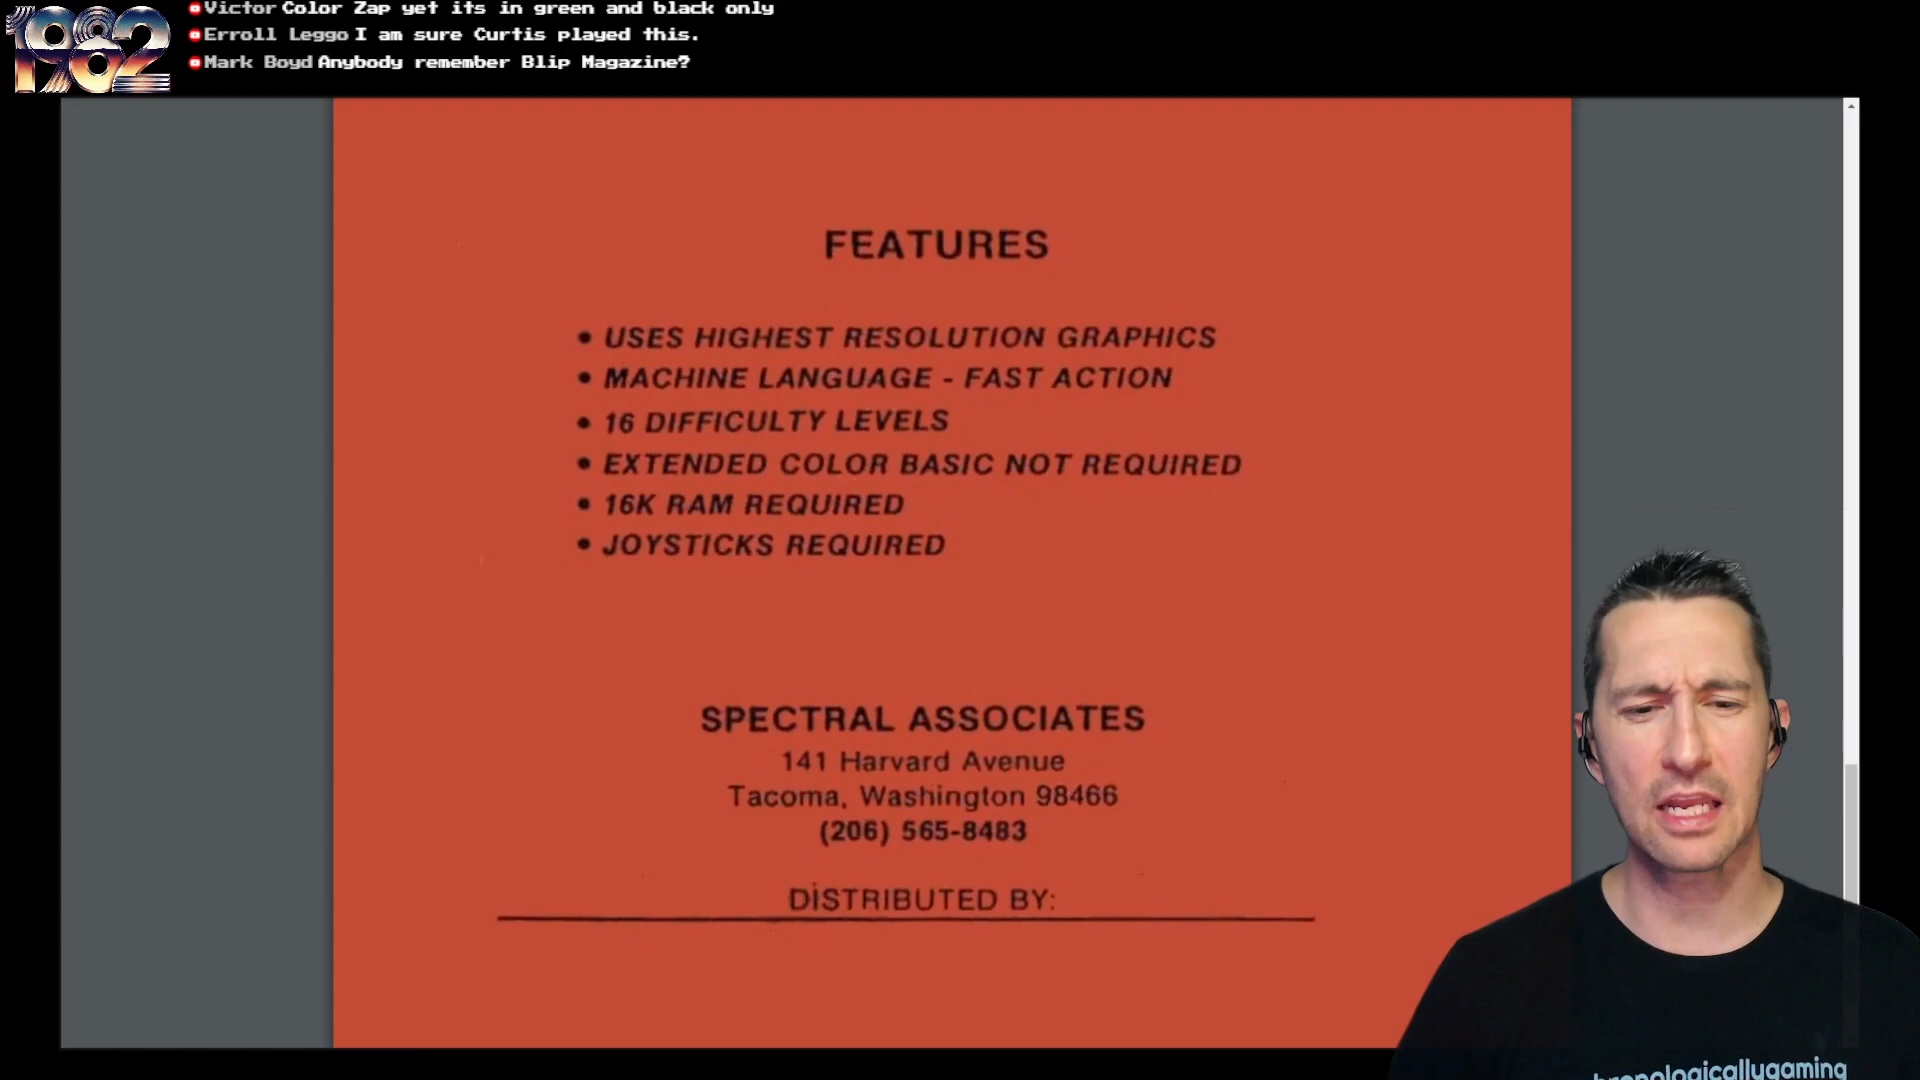 1982
Victor Color Zap yet its in green and black only
Erroll Leggo I am sure Curtis played this.
Mark Boyd Anybody remember Blip Magazine?
FEATURES
• USES HIGHEST RESOLUTION GRAPHICS
• MACHINE LANGUAGE - FAST ACTION
• 16 DIFFICULTY LEVELS
• EXTENDED COLOR BASIC NOT REQUIRED
• 16K RAM REQUIRED
• JOYSTICKS REQUIRED
SPECTRAL ASSOCIATES
141 Harvard Avenue
Tacoma, Washington 98466
(206) 565-8483
DISTRIBUTED BY: